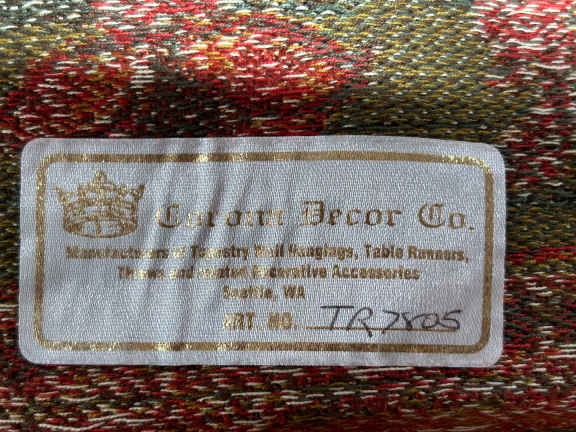 Corona Decor Co.
Manufacturers of Tapestry Wall Hangings, Table Runners,
Throws and related Decorative Accessories
Seattle, WA
ART. NO. TR7805